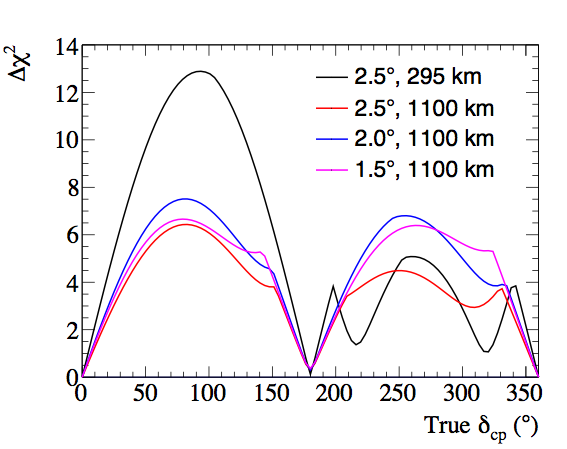 Δχ²
14
12
10
8
6
4
2
0
2.5°, 295 km
2.5°, 1100 km
2.0°, 1100 km
1.5°, 1100 km
0 50 100 150 200 250 300 350
True δcp (°)